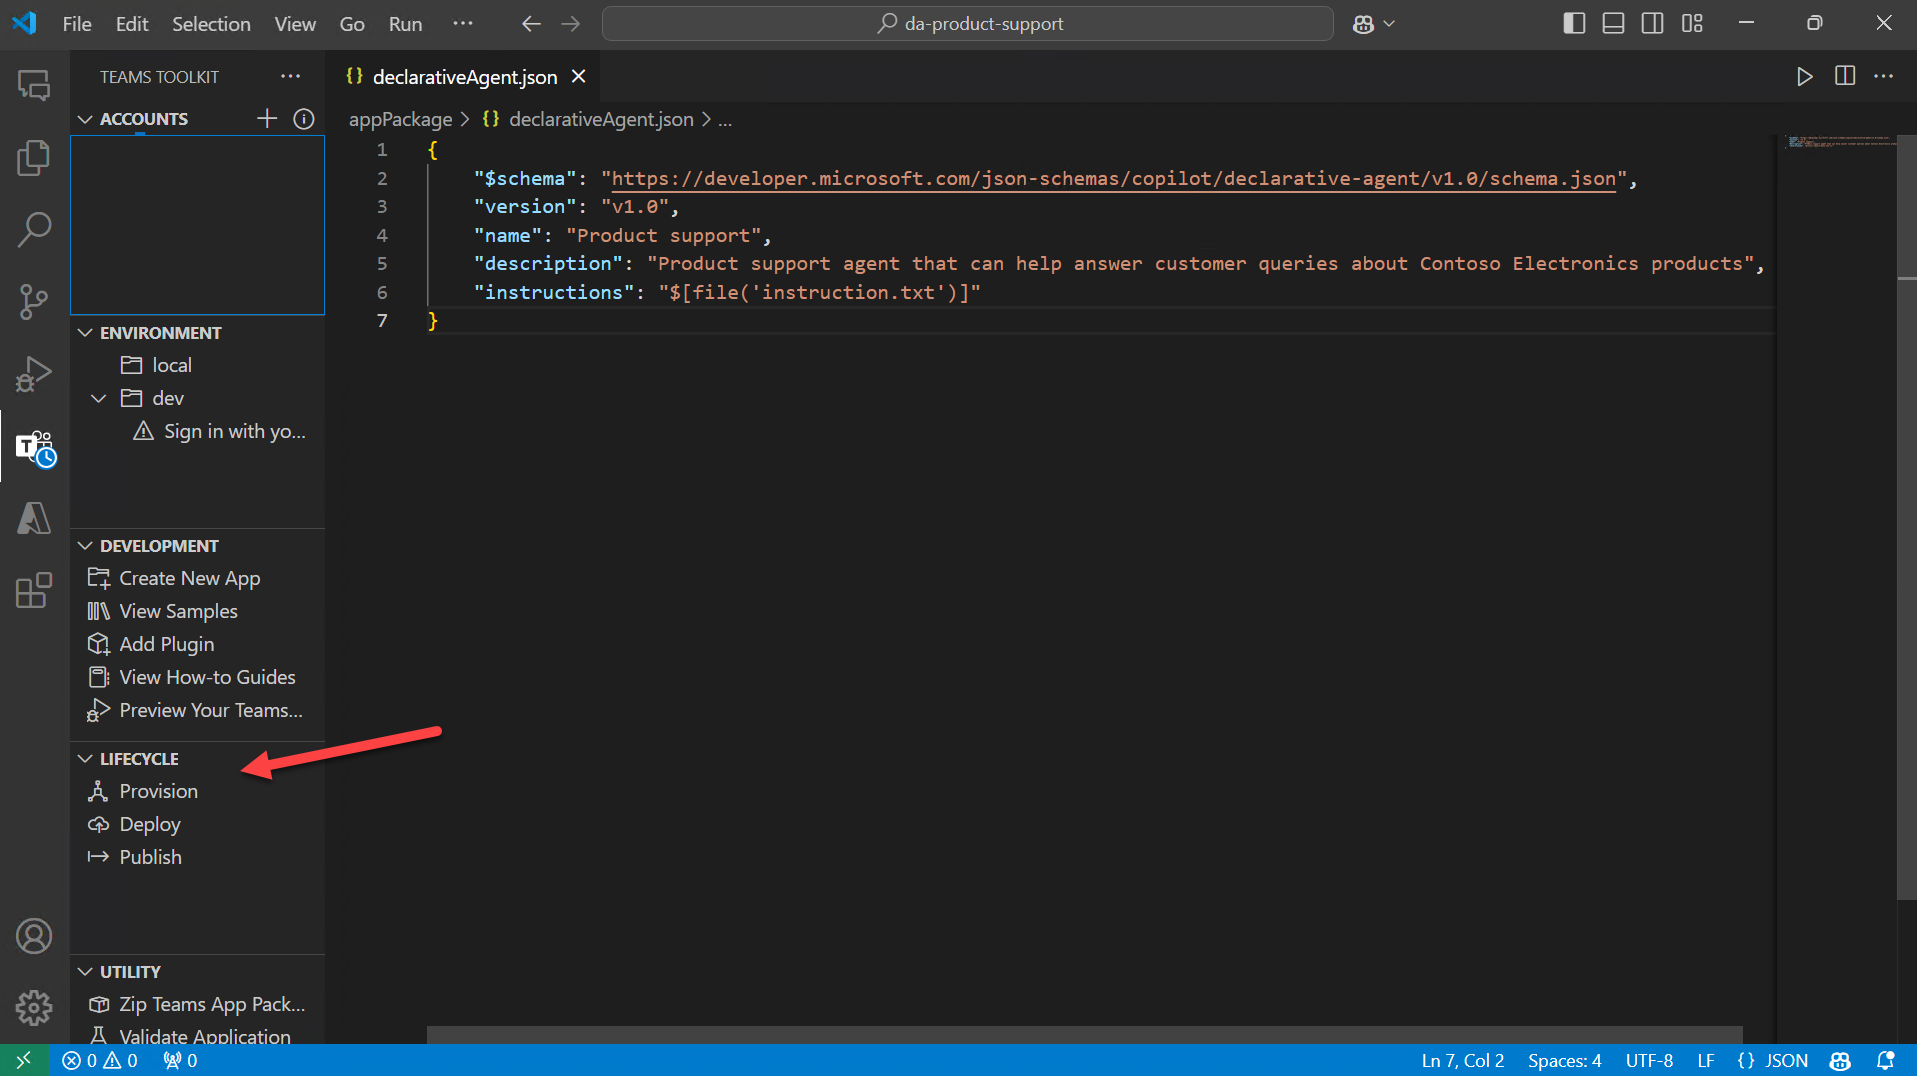 File Edit Selection View Go Run ··· da-product-support
TEAMS TOOLKIT
declarativeAgent.json
ACCOUNTS
appPackage > {} declarativeAgent.json > ...
1 {
2 "$schema": "https://developer.microsoft.com/json-schemas/copilot/declarative-agent/v1.0/schema.json",
3 "version": "v1.0",
4 "name": "Product support",
5 "description": "Product support agent that can help answer customer queries about Contoso Electronics products",
6 "instructions": "$[file('instruction.txt')]"
7 }
ENVIRONMENT
local
dev
Sign in with yo...
DEVELOPMENT
Create New App
View Samples
Add Plugin
View How-to Guides
Preview Your Teams...
LIFECYCLE
Provision
Deploy
Publish
UTILITY
Zip Teams App Pack...
Validate Application
0 0 0 Ln 7, Col 2 Spaces: 4 UTF-8 LF {} JSON